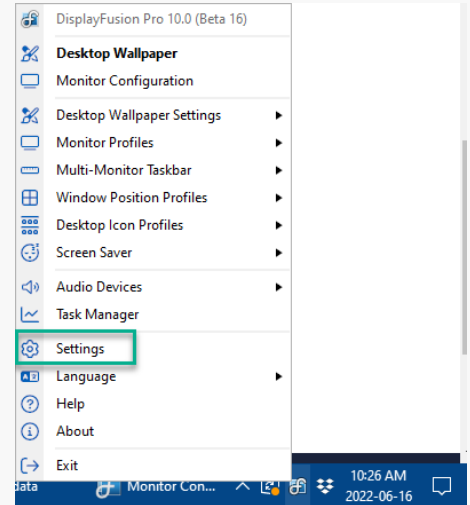 DisplayFusion Pro 10.0 (Beta 16)
Desktop Wallpaper
Monitor Configuration
Desktop Wallpaper Settings
Monitor Profiles
Multi-Monitor Taskbar
Window Position Profiles
Desktop Icon Profiles
Screen Saver
Audio Devices
Task Manager
Settings
Language
Help
About
Exit
data
Monitor Con...
10:26 AM
2022-06-16